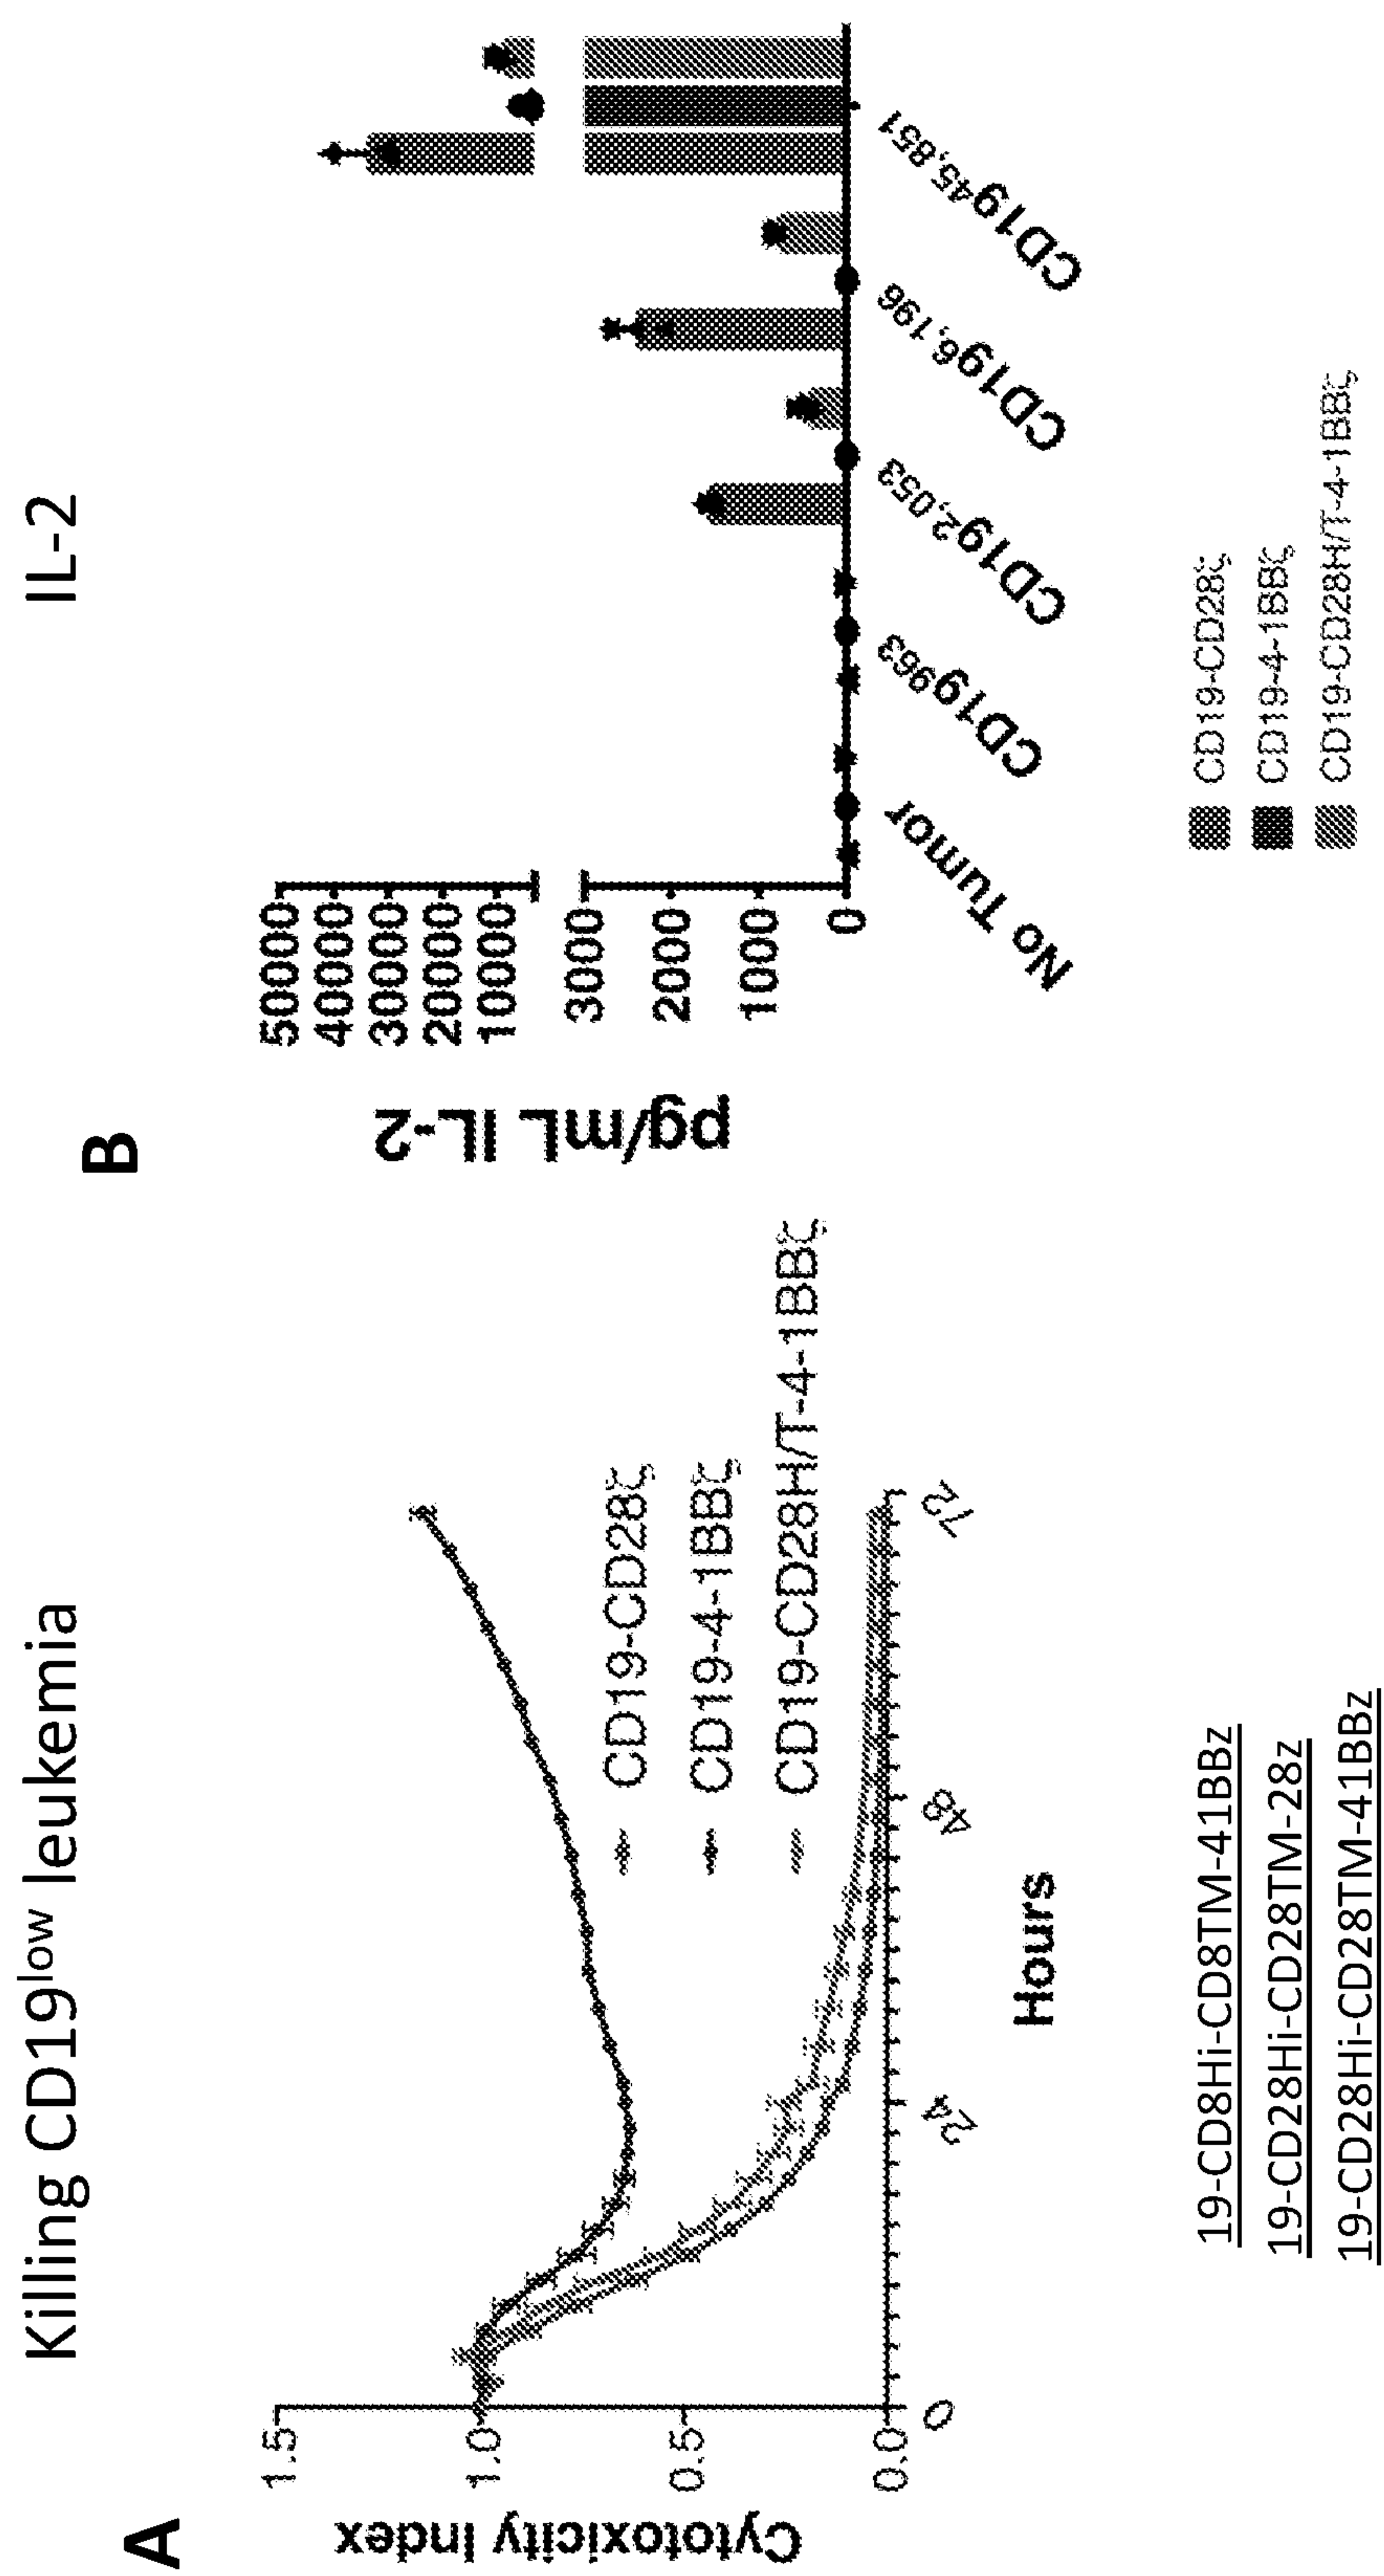 Killing CD19low leukemia
A
Cytotoxicity index
1.5
1.0
0.5
0.0
0
24
48
72
Hours
CD19-CD28ζ
CD19-4-1BBζ
CD19-CD28H/T-4-1BBζ
19-CD8Hi-CD8TM-41BBz
19-CD28Hi-CD28TM-28z
19-CD28Hi-CD28TM-41BBz
IL-2
B
pg/mL IL-2
50000
40000
30000
20000
10000
3000
2000
1000
0
No Tumor
CD19963
CD192,053
CD196,196
CD1945,851
CD19-CD28ζ
CD19-4-1BBζ
CD19-CD28H/T-4-1BBζ